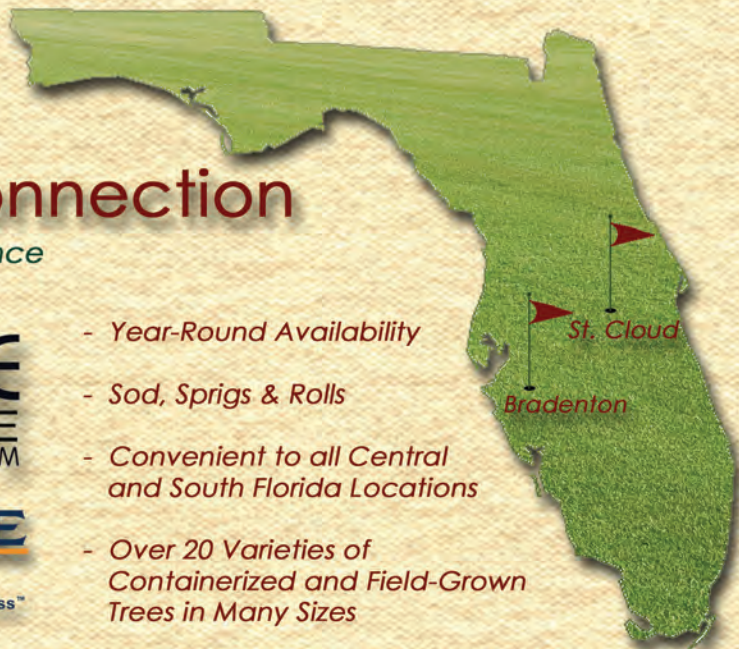 onnection
nce
- Year-Round Availability
St. Cloud
- Sod, Sprigs & Rolls
Bradenton
M
- Convenient to all Central
and South Florida Locations
- Over 20 Varieties of
Containerized and Field-Grown
Trees in Many Sizes
ss™